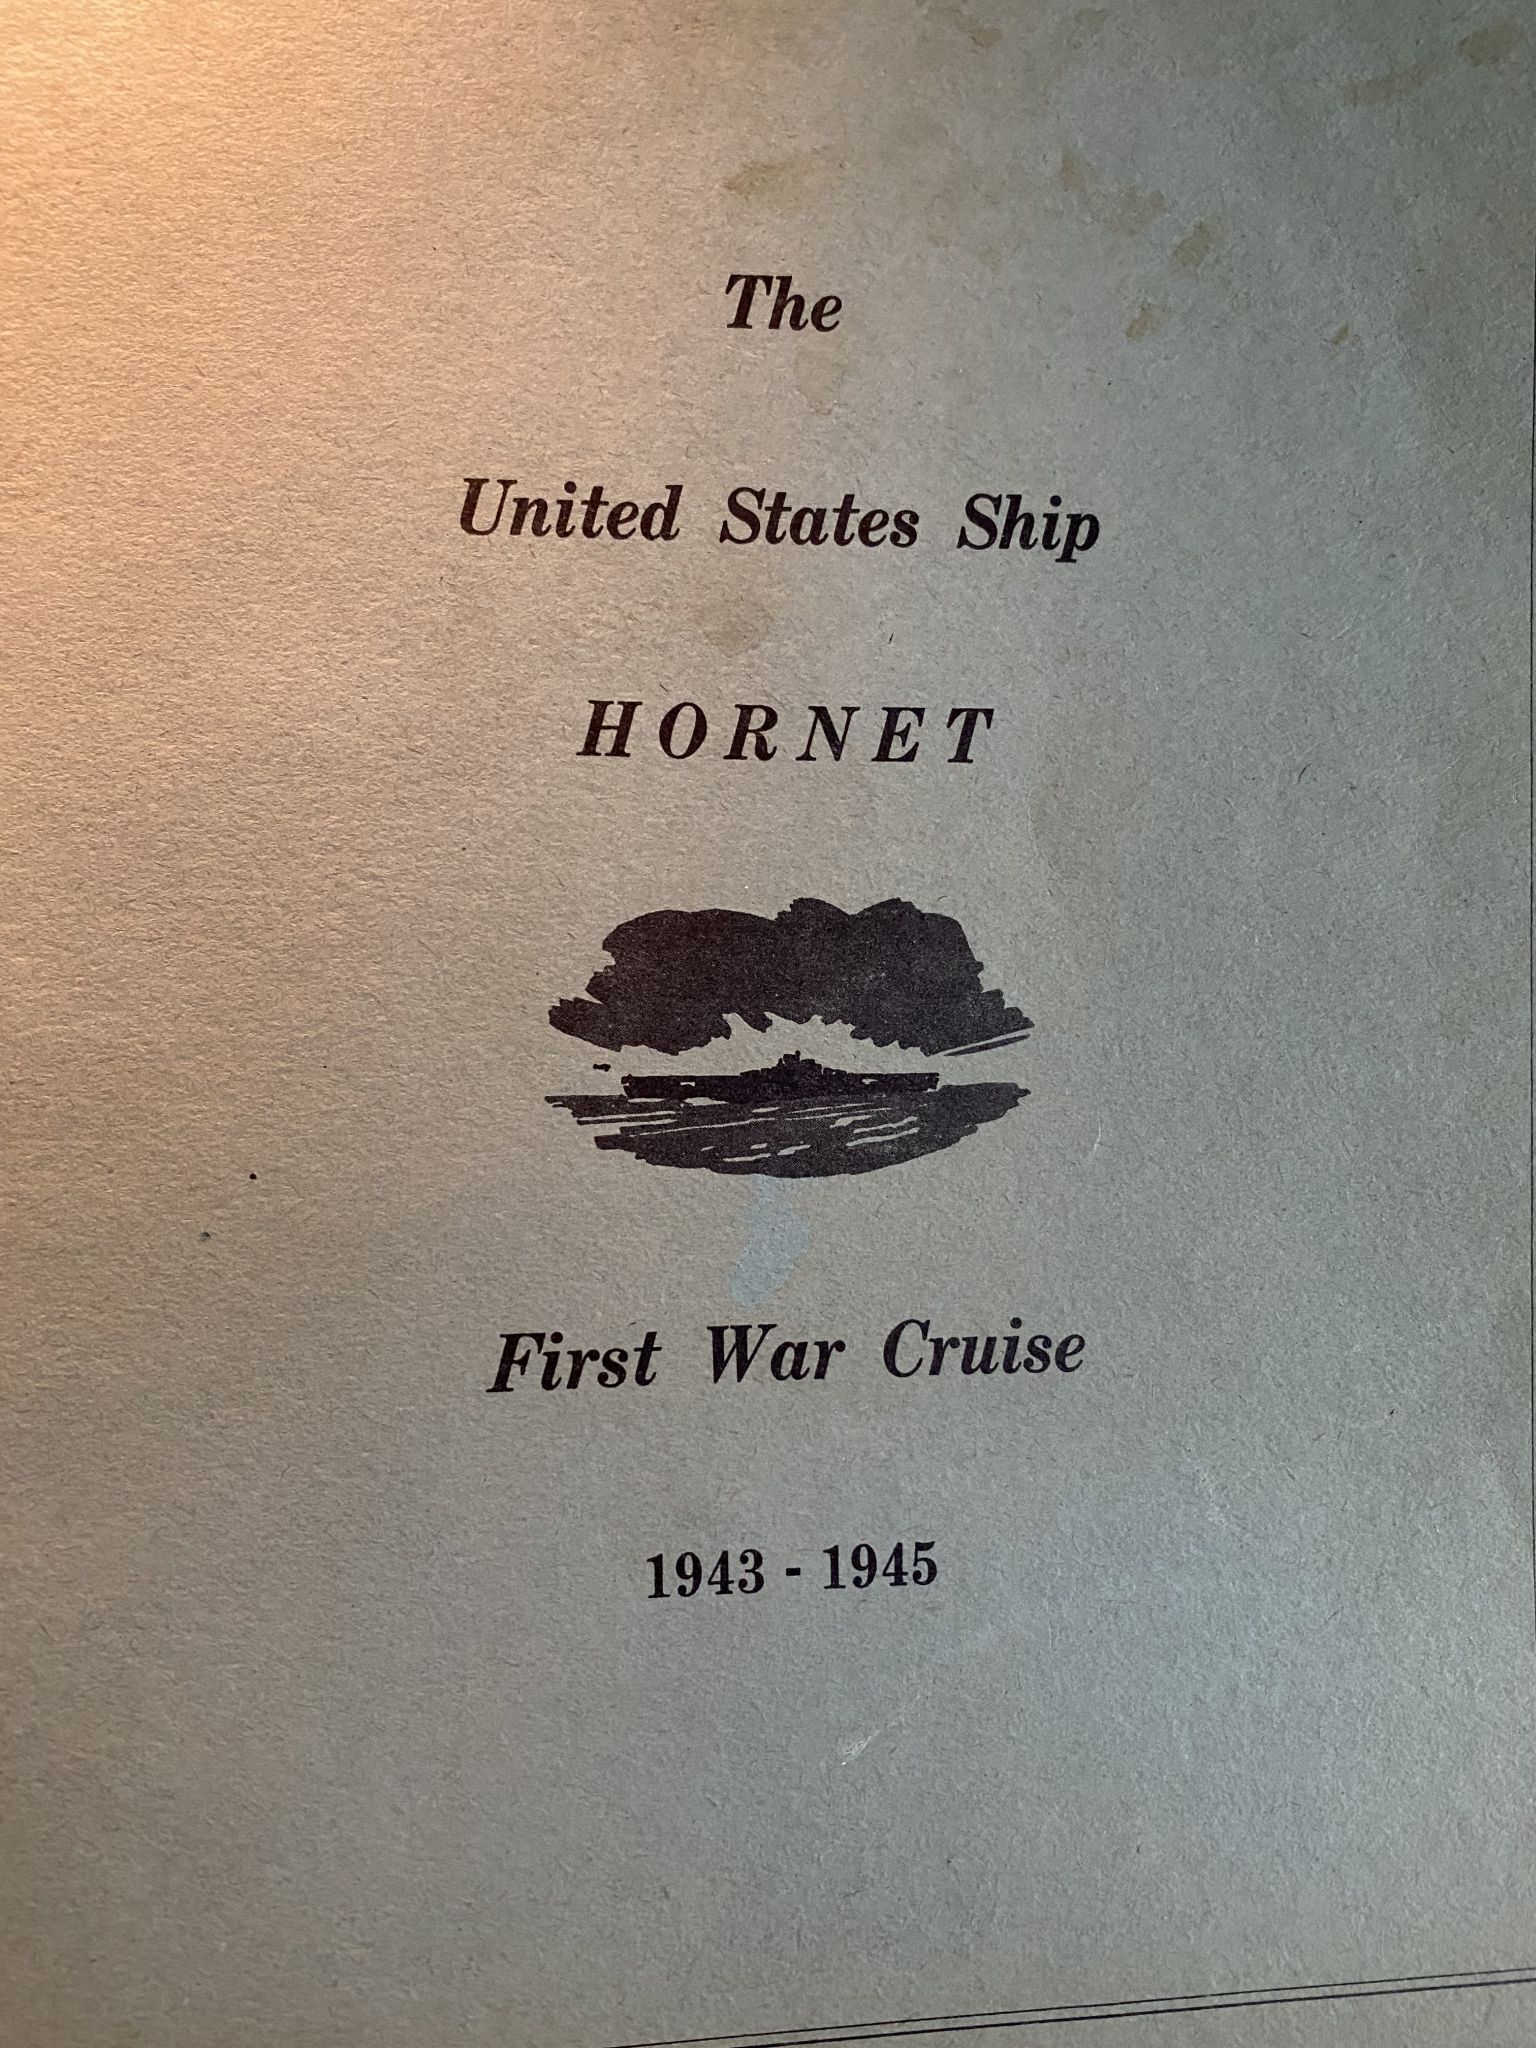 The
United States Ship
HORNET
First War Cruise
1943 - 1945